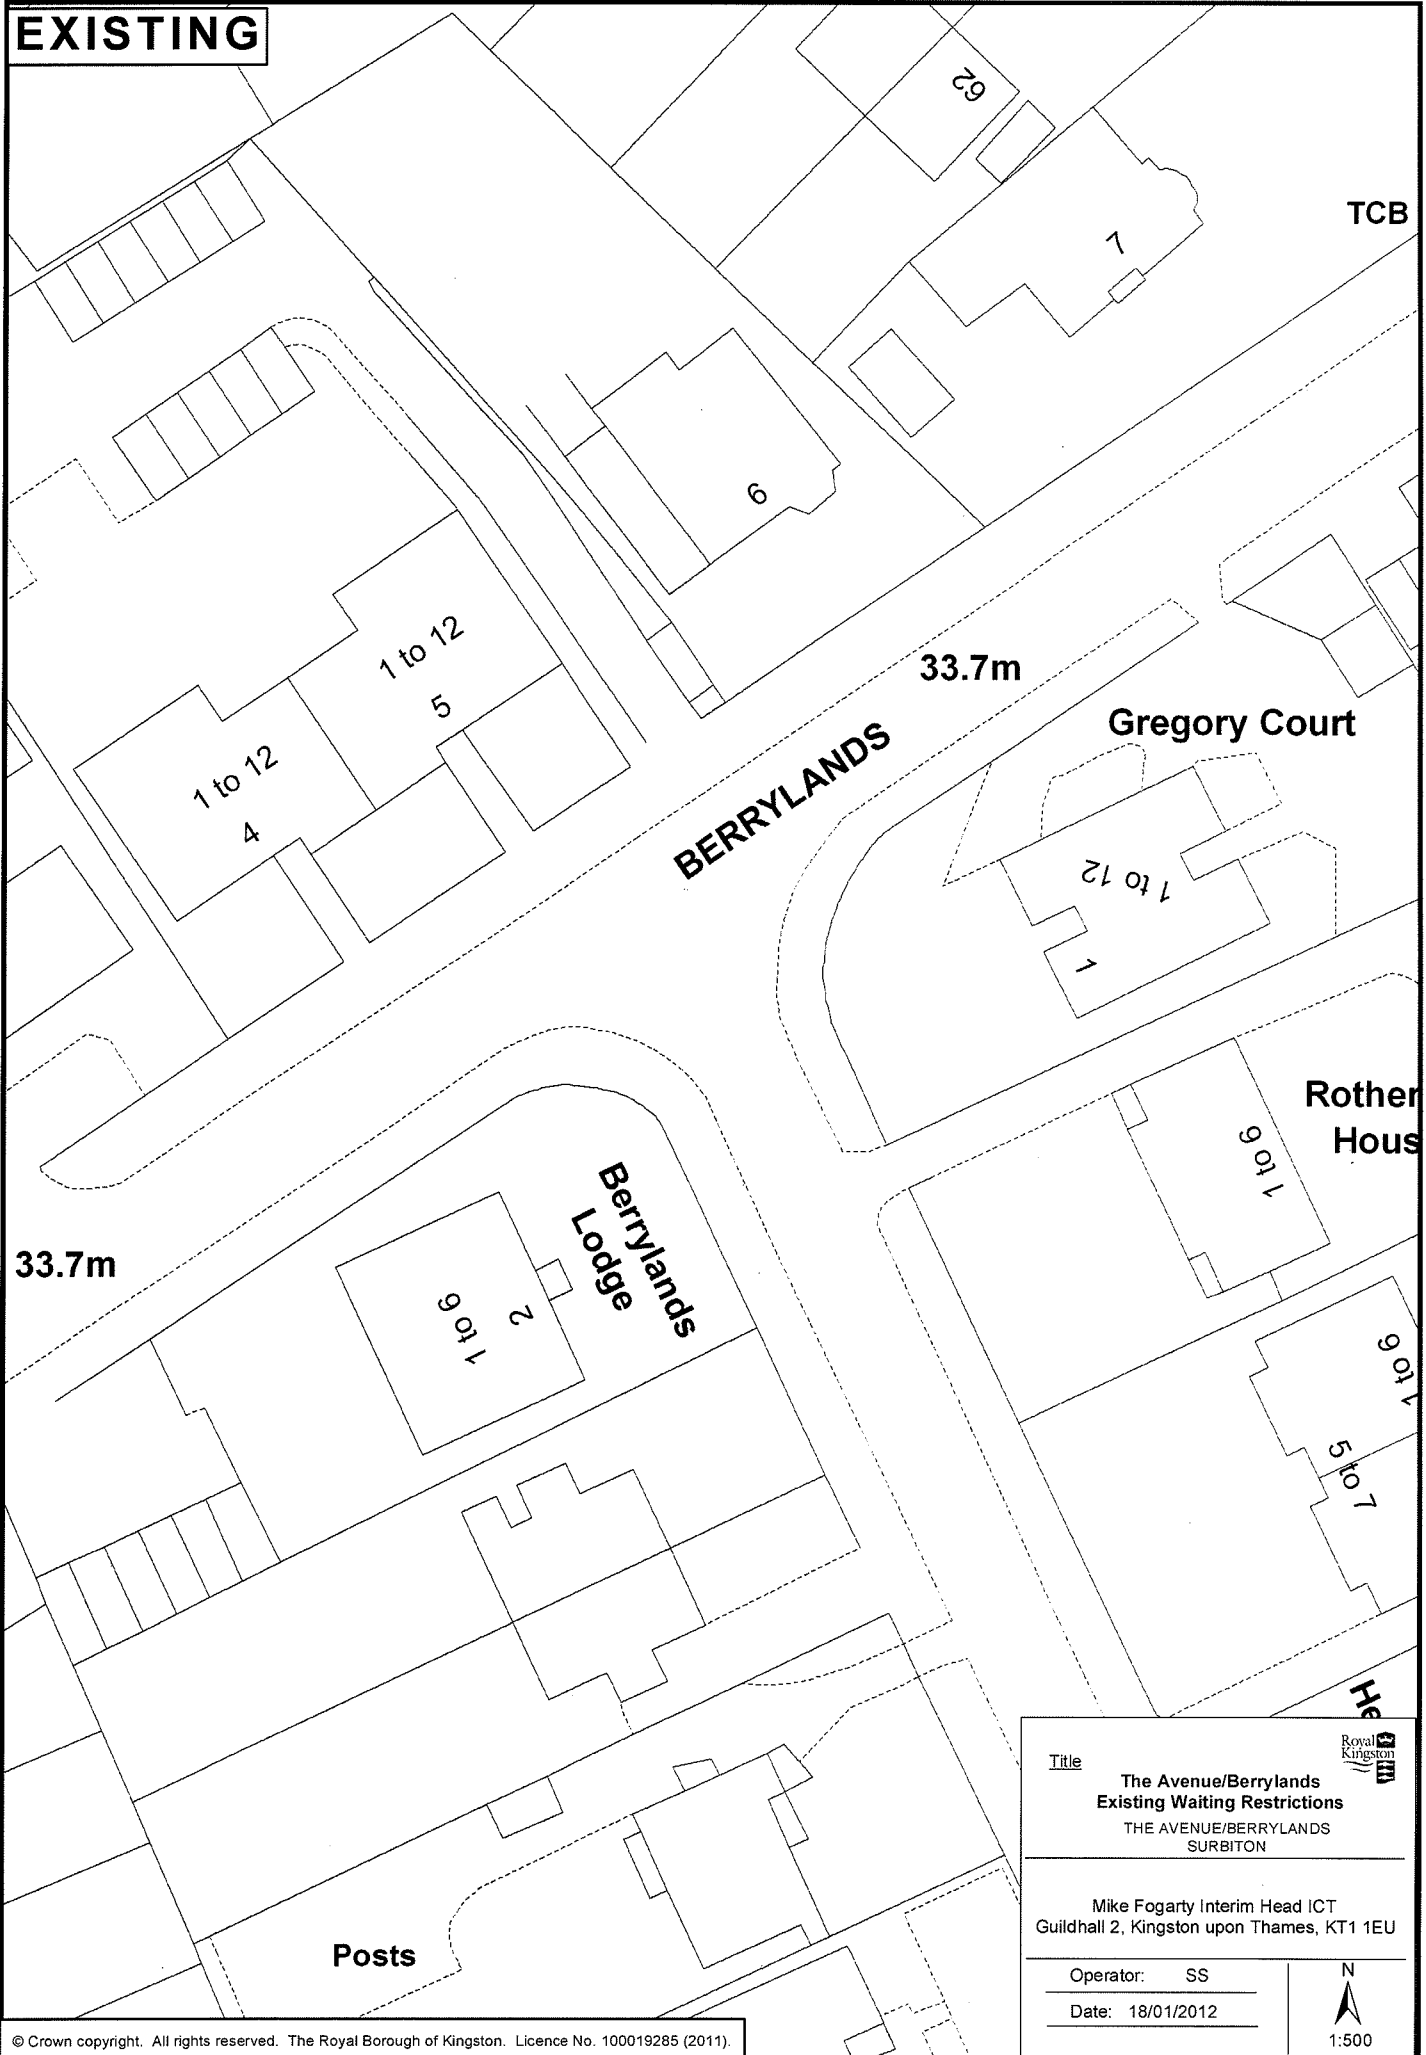 EXISTING
62
7
TCB
6
33.7m
1 to 12
5
Gregory Court
1 to 12
4
BERRYLANDS
1 to 12
1
Rother
Hous
1 to 6
Berrylands
Lodge
33.7m
1 to 6
2
1 to 6
5 to 7
He
Posts
Title
Royal
Kingston
The Avenue/Berrylands
Existing Waiting Restrictions
THE AVENUE/BERRYLANDS
SURBITON
Mike Fogarty Interim Head ICT
Guildhall 2, Kingston upon Thames, KT1 1EU
Operator: SS
Date: 18/01/2012
N
1:500
© Crown copyright. All rights reserved. The Royal Borough of Kingston. Licence No. 100019285 (2011).